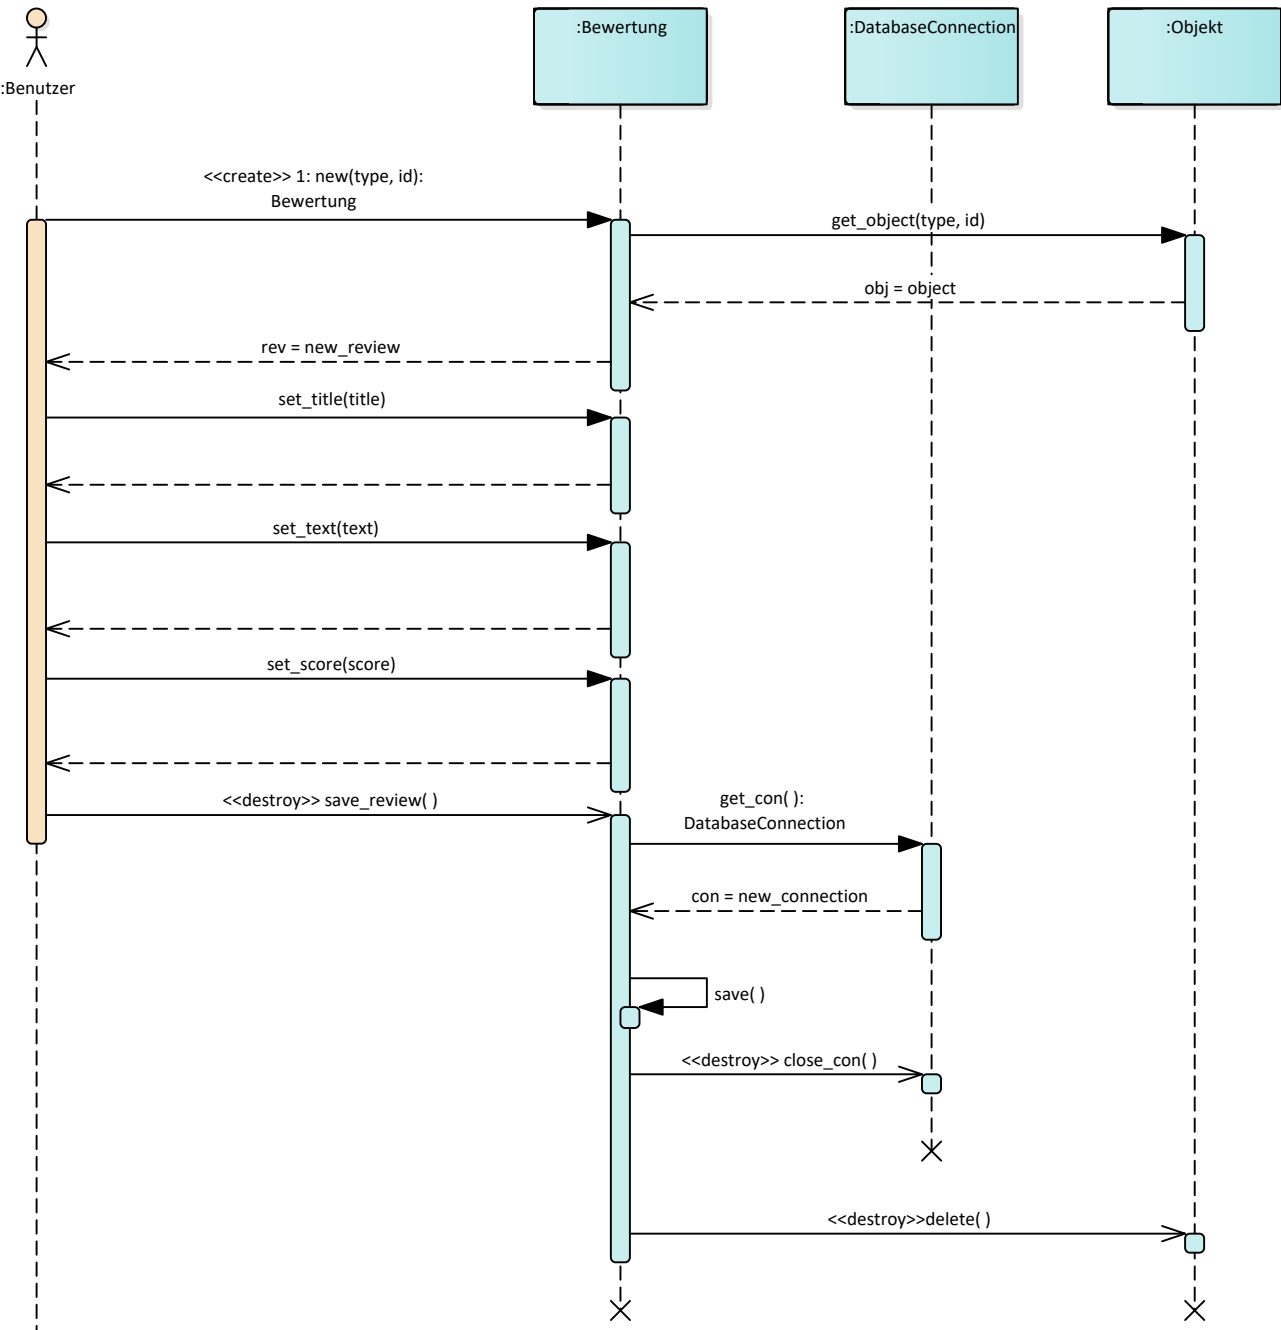 :Benutzer
:Bewertung
:DatabaseConnection
:Objekt
<<create>> 1: new(type, id):
Bewertung
get_object(type, id)
obj = object
rev = new_review
set_title(title)
set_text(text)
set_score(score)
<<destroy>> save_review( )
get_con( ):
DatabaseConnection
con = new_connection
save( )
<<destroy>> close_con( )
<<destroy>>delete( )